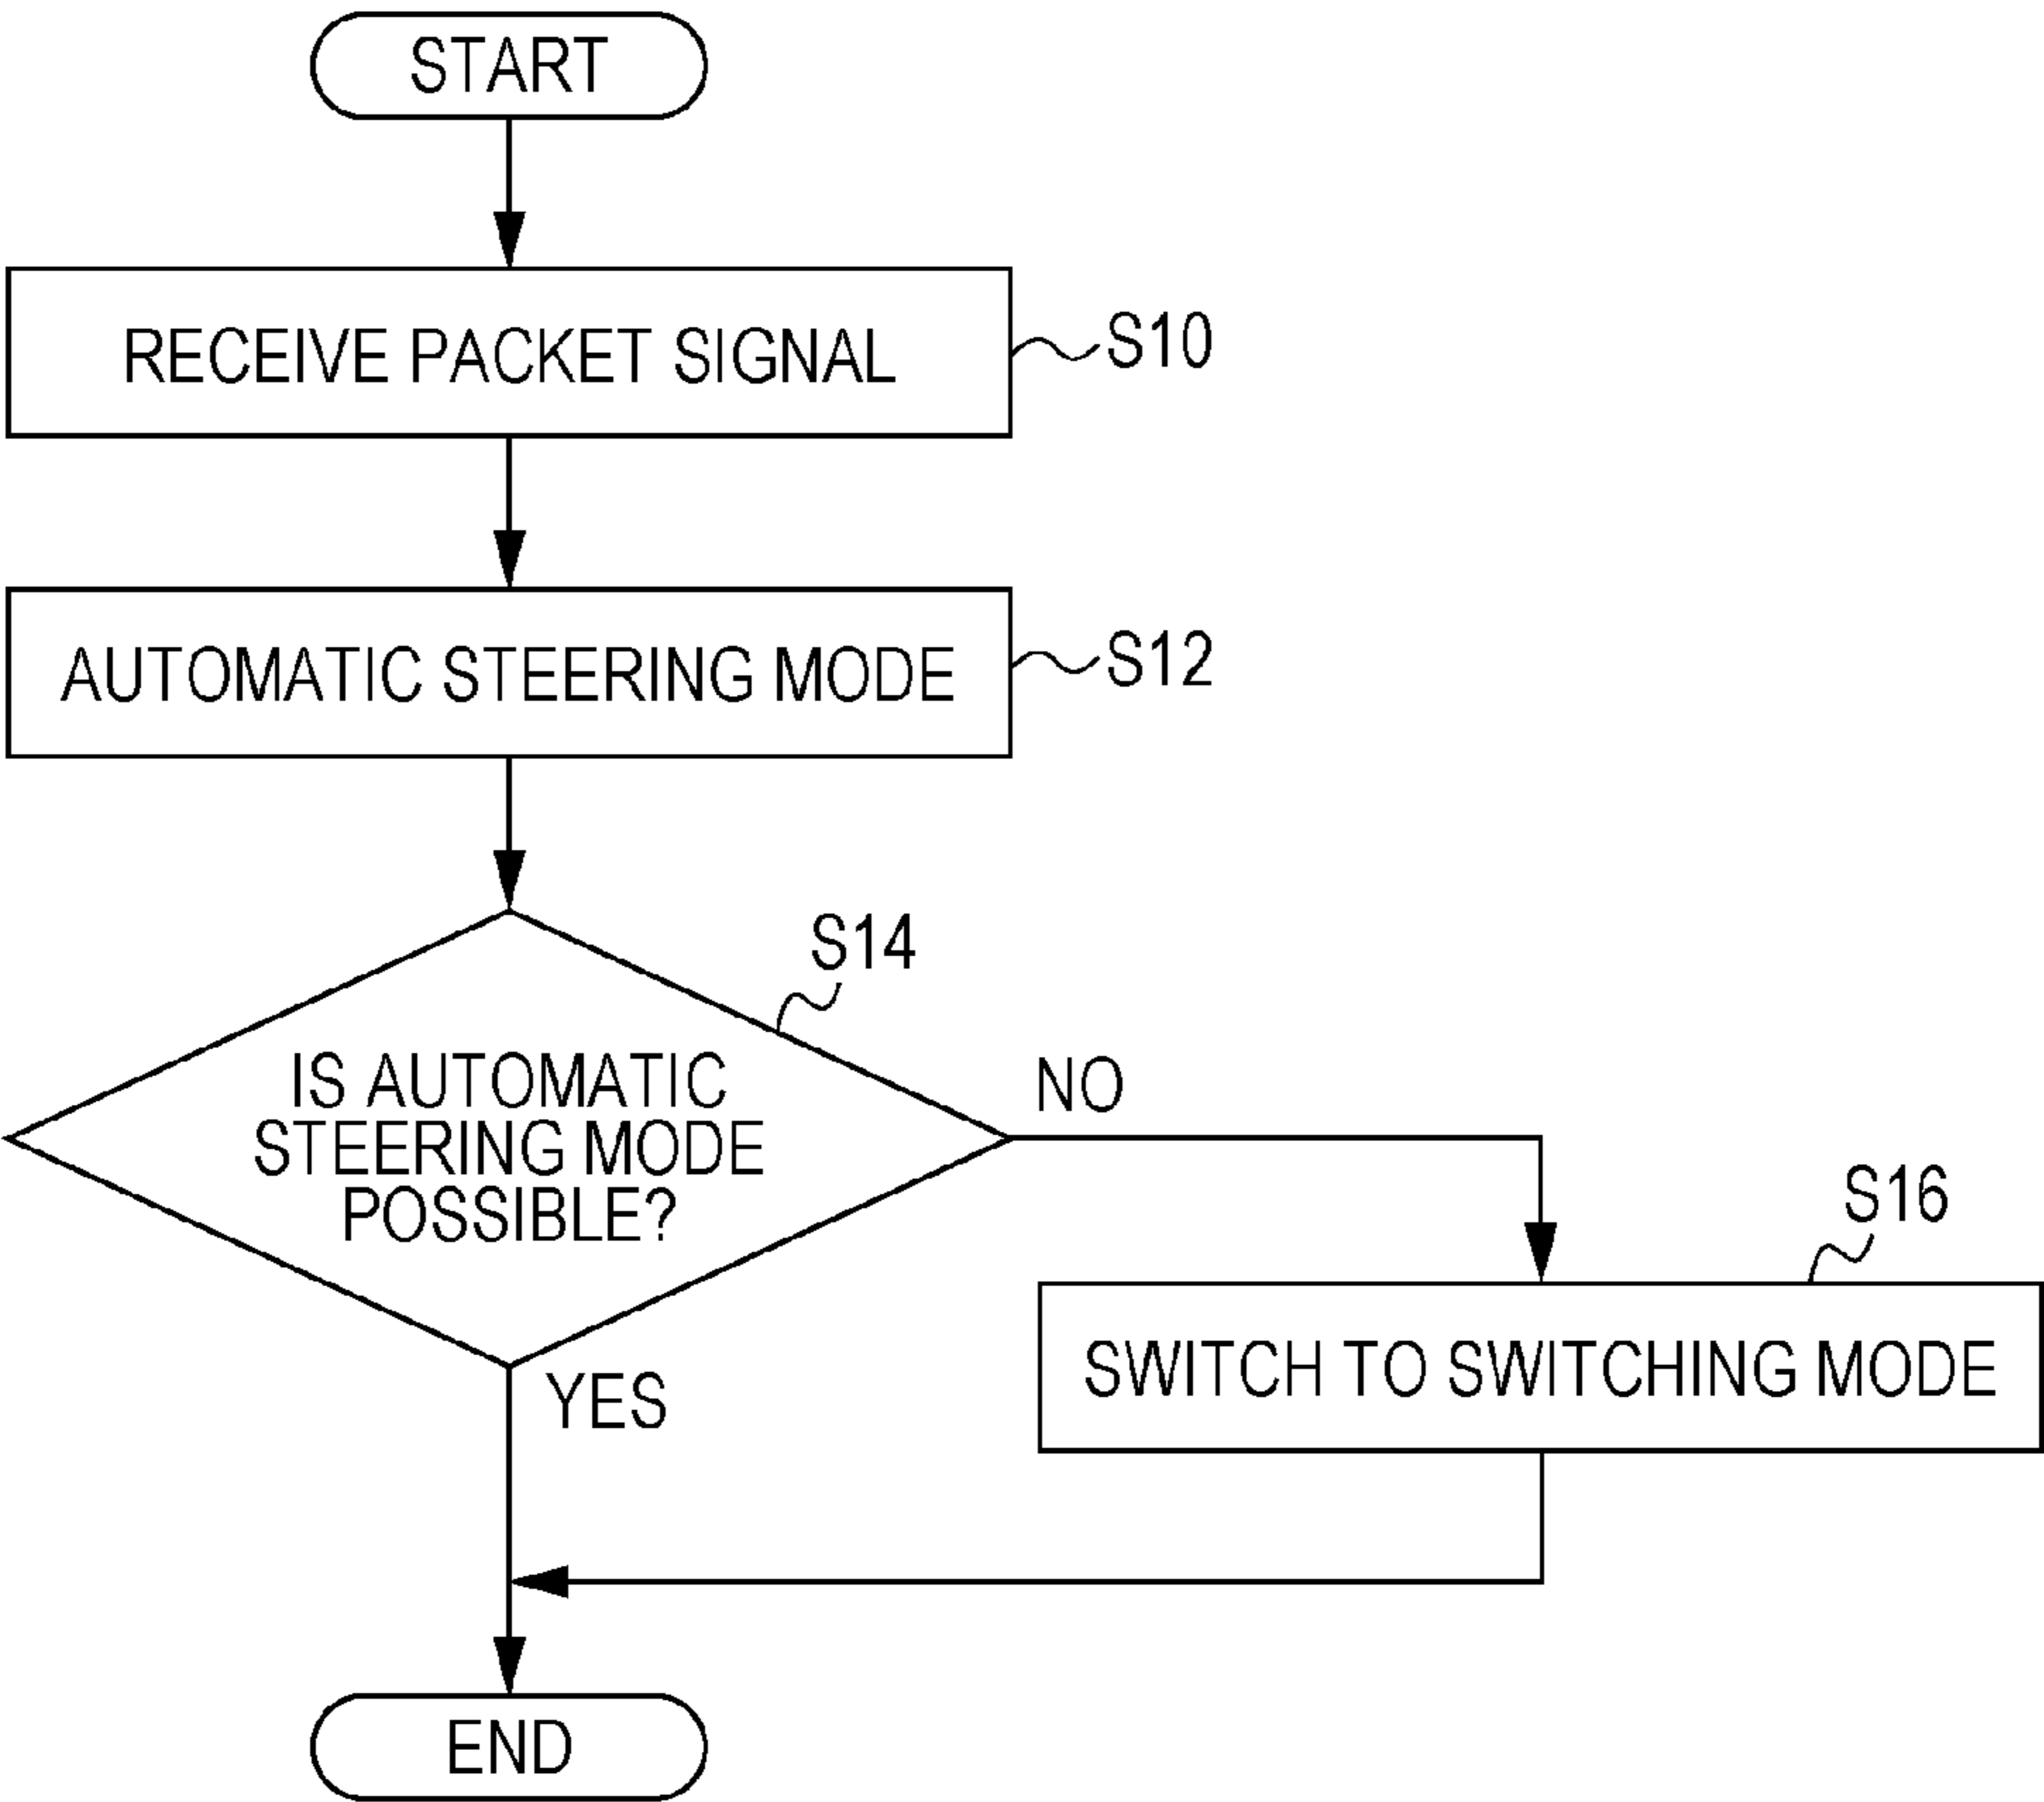 START
RECEIVE PACKET SIGNAL
S10
AUTOMATIC STEERING MODE
S12
S14
IS AUTOMATIC
STEERING MODE
POSSIBLE?
NO
YES
S16
SWITCH TO SWITCHING MODE
END